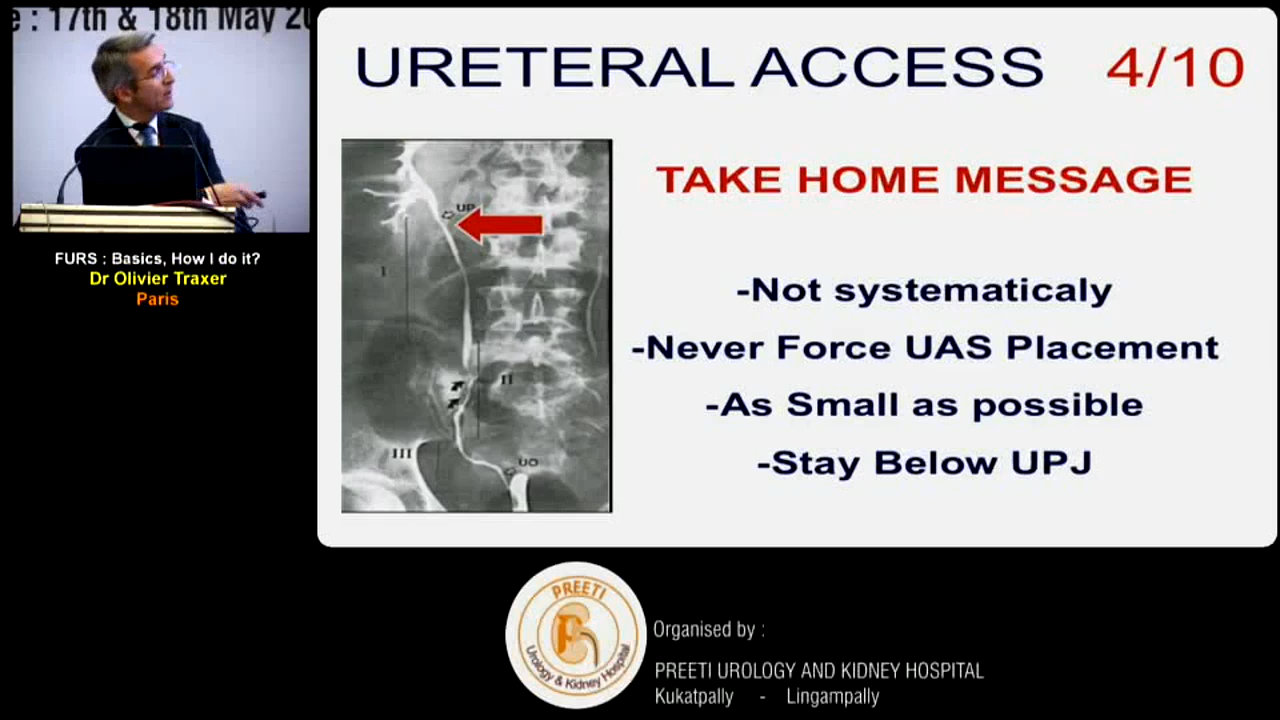 e : 17th & 18th May 20
URETERAL ACCESS 4/10
TAKE HOME MESSAGE
UP
I
II
III
UO
-Not systematicaly
-Never Force UAS Placement
-As Small as possible
-Stay Below UPJ
FURS : Basics, How I do it?
Dr Olivier Traxer
Paris
PREETI
Urology & Kidney Hospital
Organised by :
PREETI UROLOGY AND KIDNEY HOSPITAL
Kukatpally - Lingampally